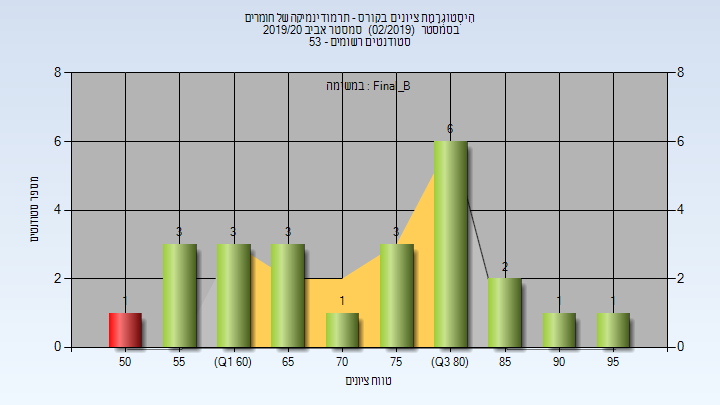 היסטוגרמת ציונים בקורס - תרמודינמיקה של חומרים
בסמסטר (02/2019) סמסטר אביב 2019/20
סטודנטים רשומים - 53
במשימה : Final_B
8 8
6 6
4 4
2 2
0 0
1 3 3 3 1 3 6 2 1 1
50 55 (Q1 60) 65 70 75 (Q3 80) 85 90 95
מספר סטודנטים
טווח ציונים